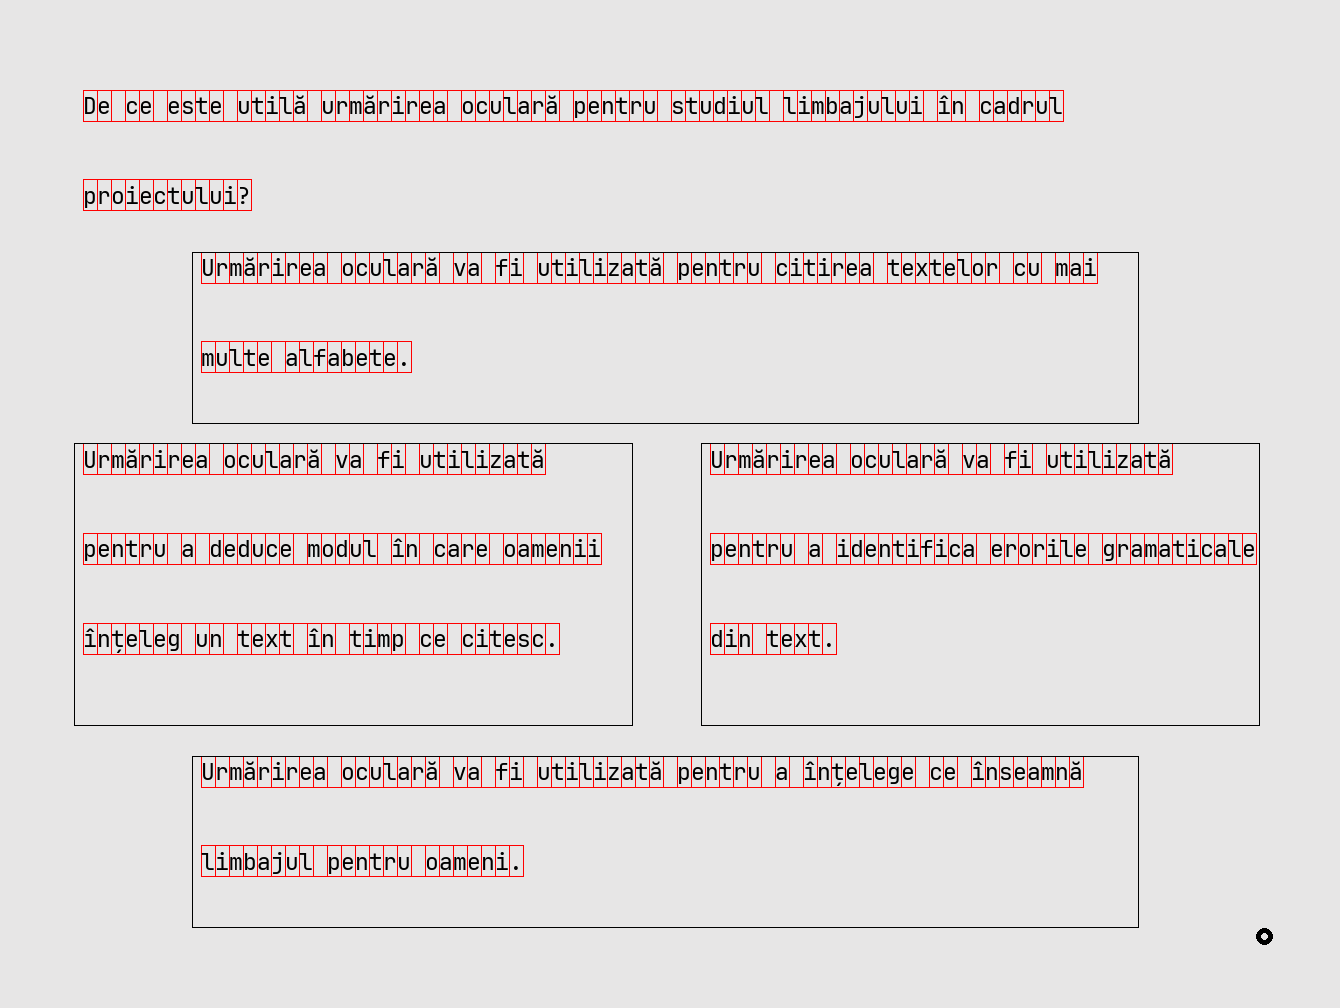 De ce este utilă urmărirea oculară pentru studiul limbajului în cadrul
proiectului?
Urmărirea oculară va fi utilizată pentru citirea textelor cu mai
multe alfabete.
Urmărirea oculară va fi utilizată
pentru a deduce modul în care oamenii
înțeleg un text în timp ce citesc.
Urmărirea oculară va fi utilizată
pentru a identifica erorile gramaticale
din text.
Urmărirea oculară va fi utilizată pentru a înțelege ce înseamnă
limbajul pentru oameni.